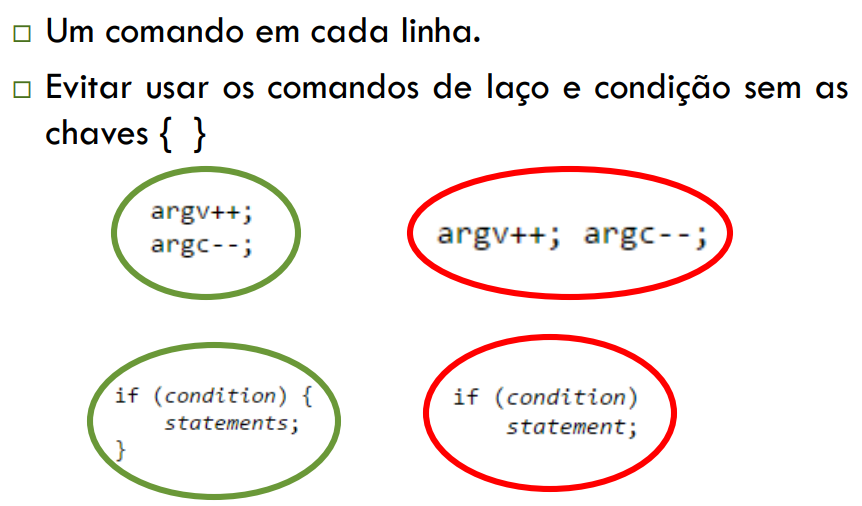 Um comando em cada linha.
Evitar usar os comandos de laço e condição sem as
chaves { }
argv++;
argc--;
argv++; argc--;
if (condition) {
    statements;
}
if (condition)
    statement;